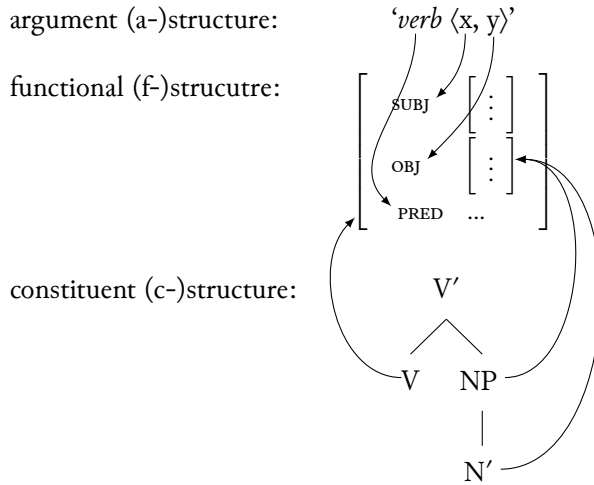 argument (a-)structure: ‘verb ⟨x, y⟩’
functional (f-)strucutre:
SUBJ [ ⋮ ]
OBJ [ ⋮ ]
PRED ...
constituent (c-)structure: V′
V NP
N′